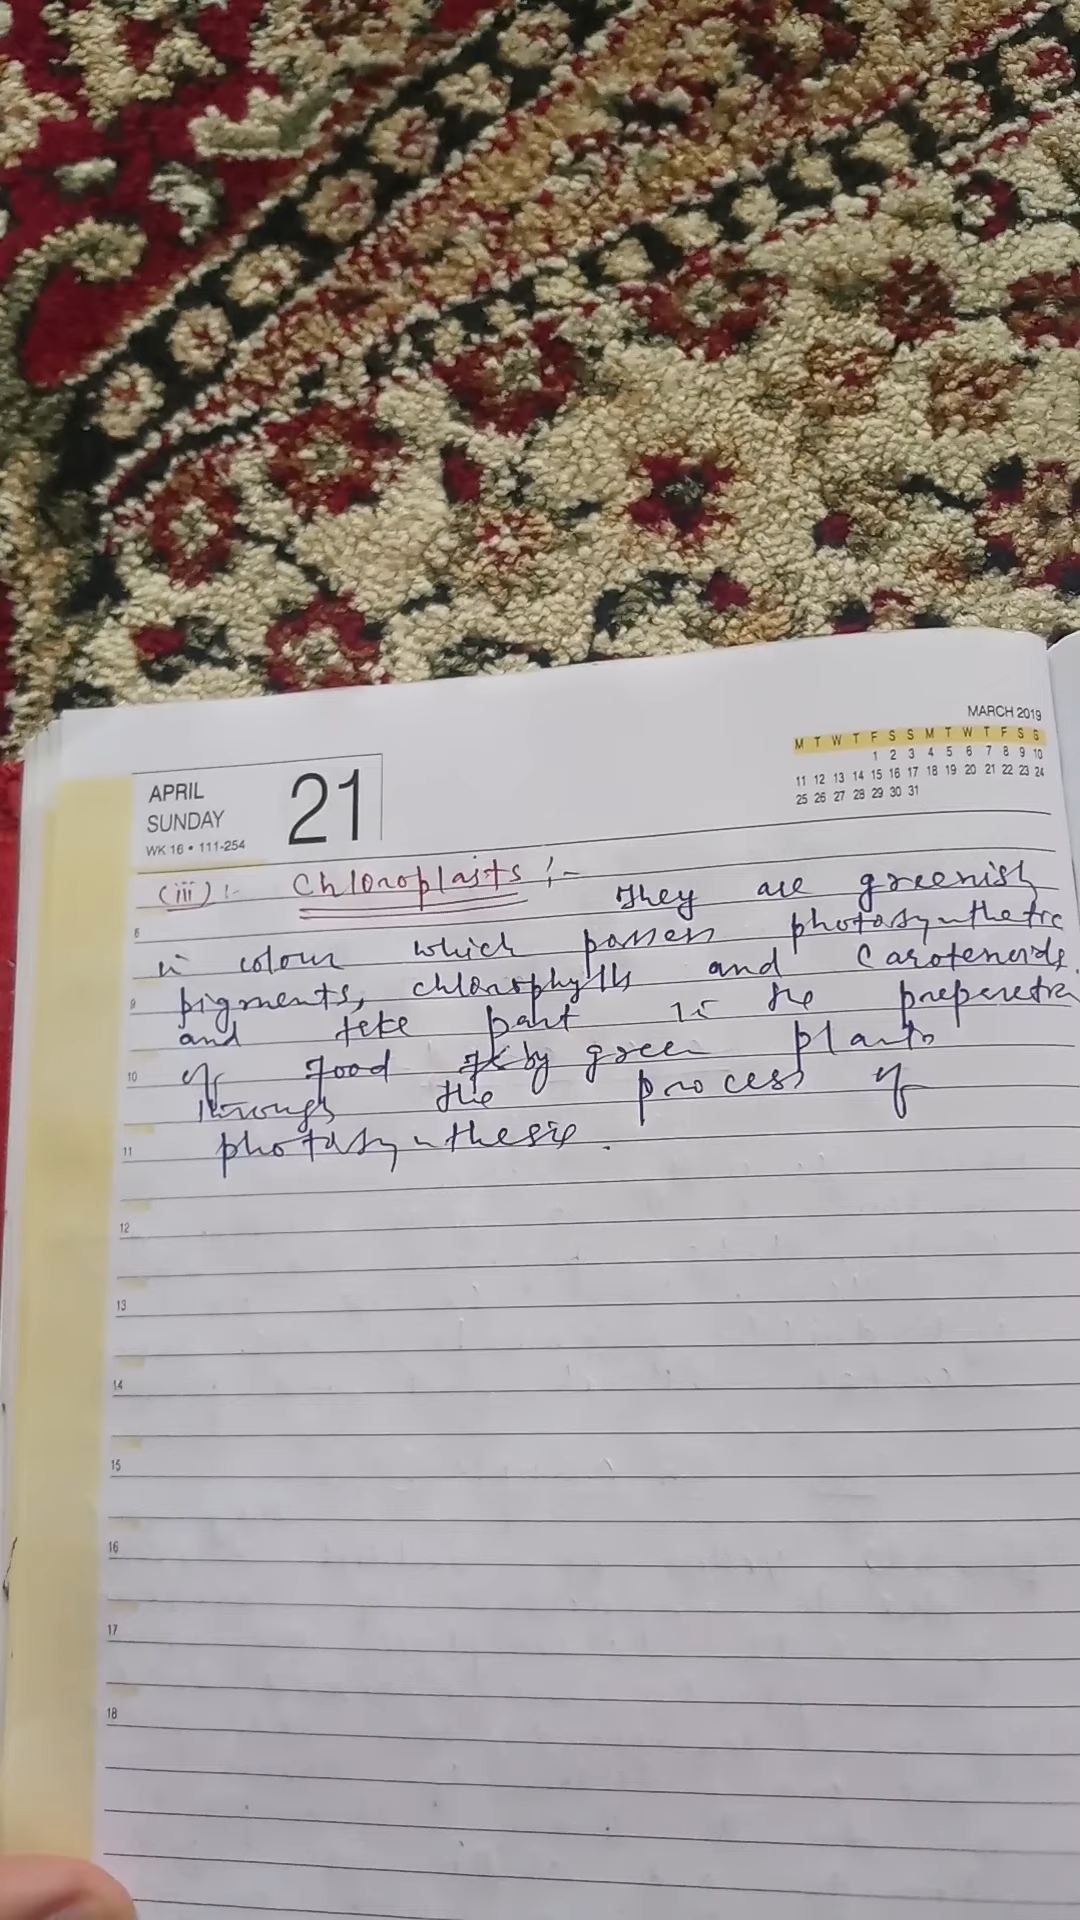 MARCH 2019
M T W T F S S M T W T F S S
1 2 3 4 5 6 7 8 9 10
11 12 13 14 15 16 17 18 19 20 21 22 23 24
25 26 27 28 29 30 31
APRIL
SUNDAY
21
WK 16 • 111-254
(iii):- Chloroplasts :-
They are greenish
in colour which possess photosynthetic
pigments, chlorophylls and Carotenoids
and take part in the
of food by green plants
through the process of
photosynthesis.
8
9
10
11
12
13
14
15
16
17
18